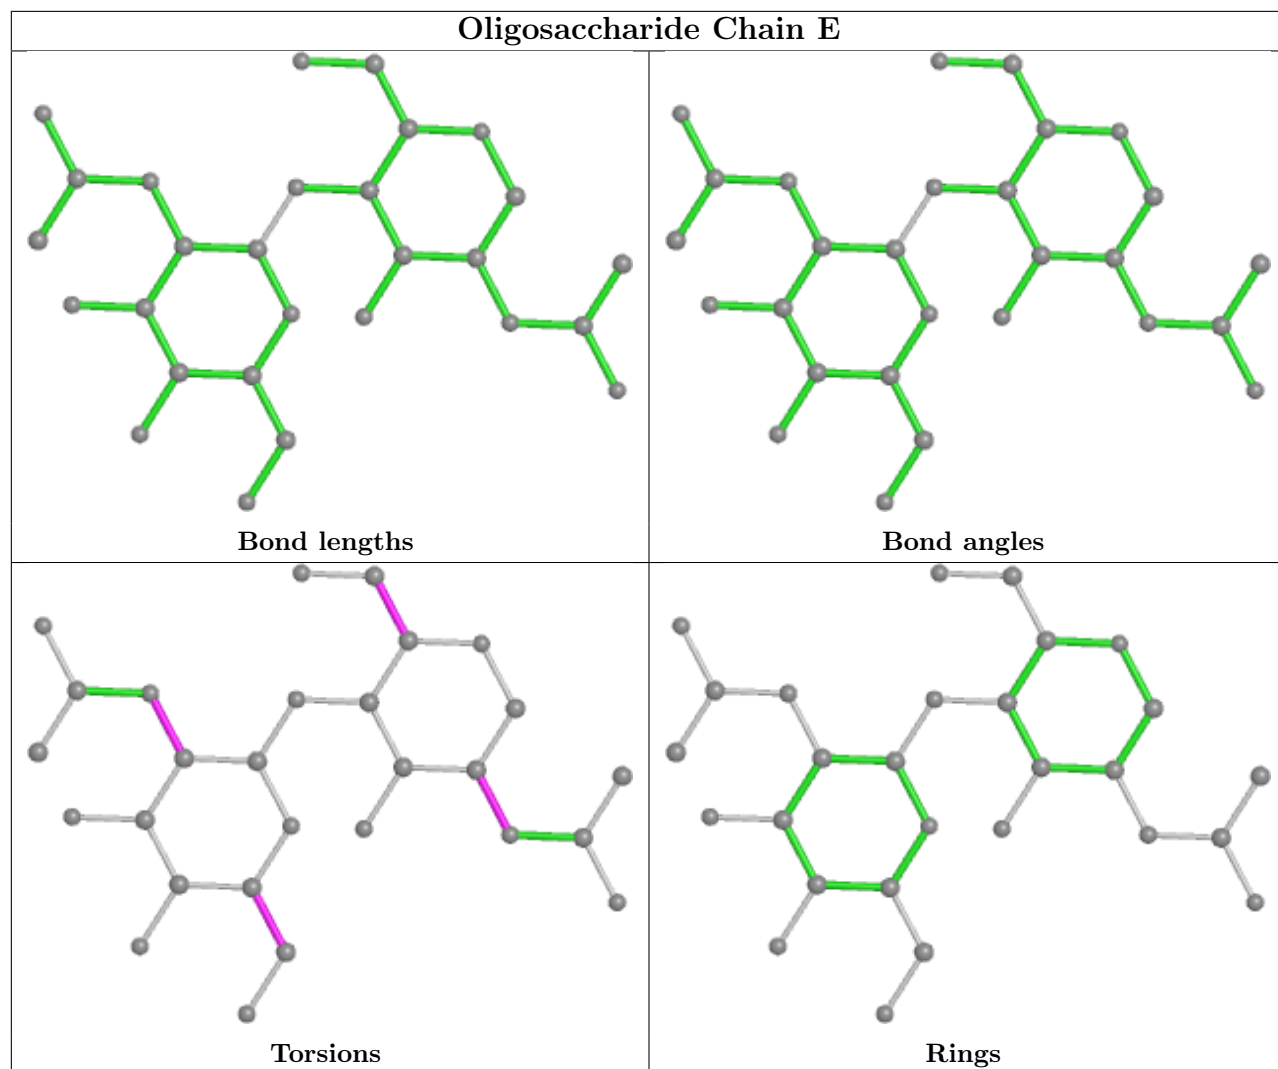 Oligosaccharide Chain E
Bond lengths
Bond angles
Torsions
Rings